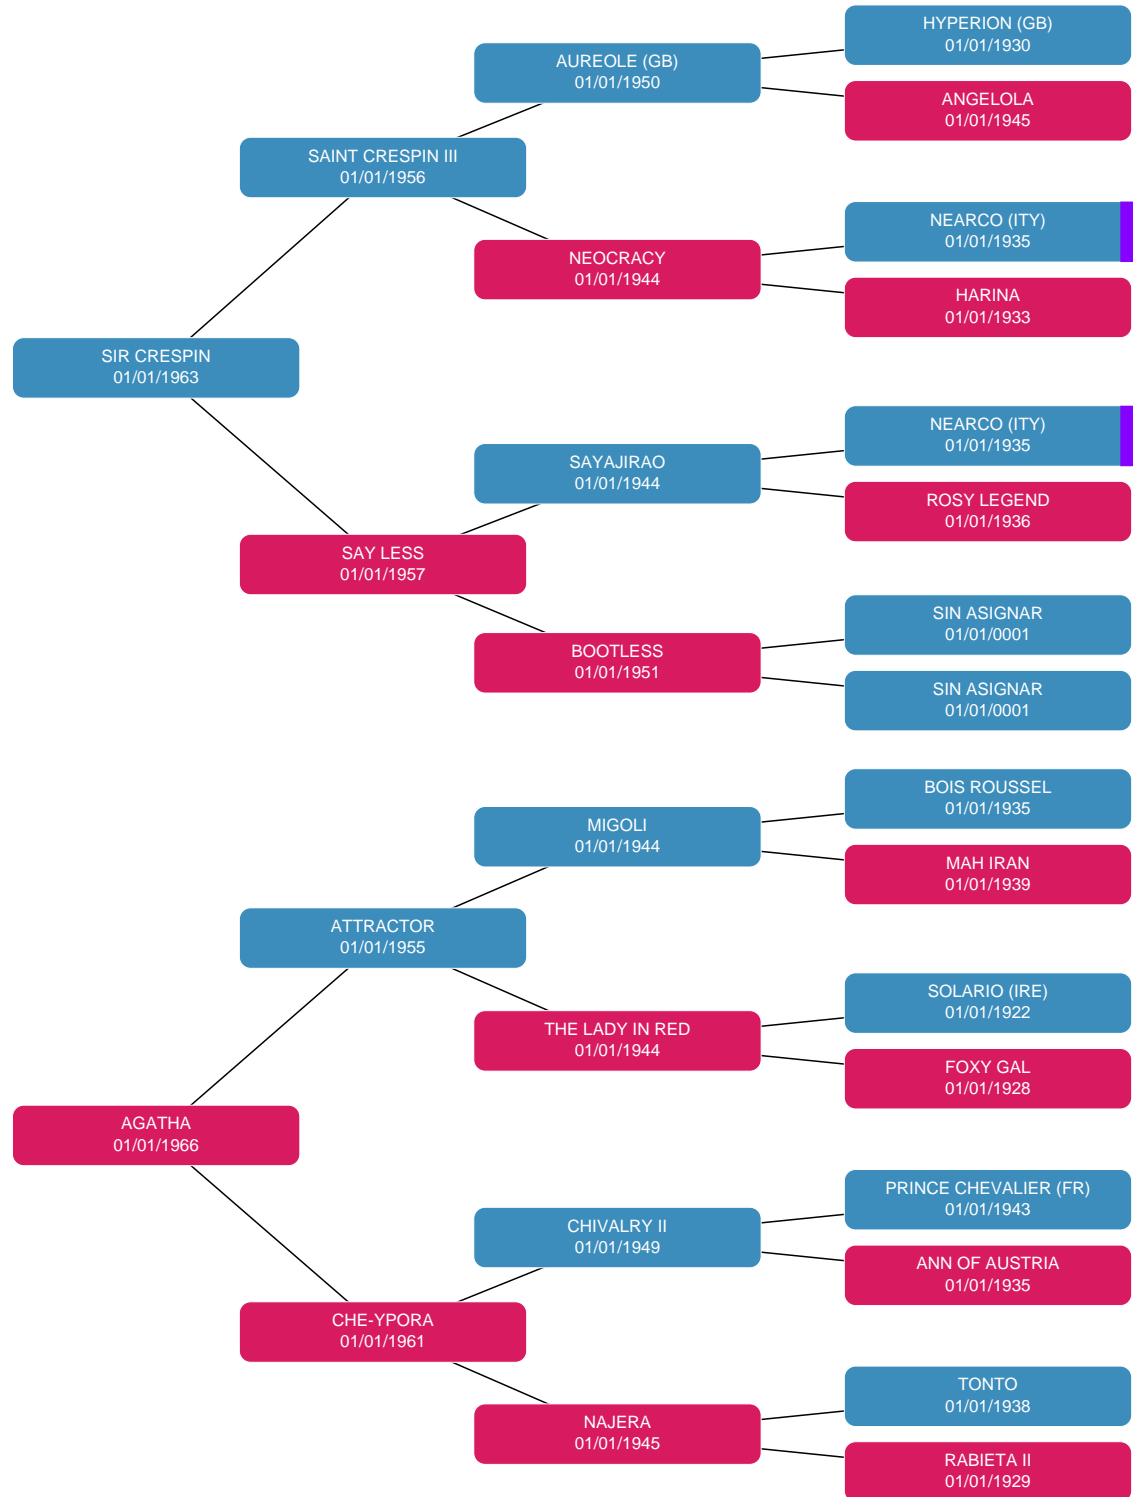 HYPERION (GB)
01/01/1930
AUREOLE (GB)
01/01/1950
ANGELOLA
01/01/1945
SAINT CRESPIN III
01/01/1956
NEARCO (ITY)
01/01/1935
NEOCRACY
01/01/1944
HARINA
01/01/1933
SIR CRESPIN
01/01/1963
NEARCO (ITY)
01/01/1935
SAYAJIRAO
01/01/1944
ROSY LEGEND
01/01/1936
SAY LESS
01/01/1957
SIN ASIGNAR
01/01/0001
BOOTLESS
01/01/1951
SIN ASIGNAR
01/01/0001
BOIS ROUSSEL
01/01/1935
MIGOLI
01/01/1944
MAH IRAN
01/01/1939
ATTRACTOR
01/01/1955
SOLARIO (IRE)
01/01/1922
THE LADY IN RED
01/01/1944
FOXY GAL
01/01/1928
AGATHA
01/01/1966
PRINCE CHEVALIER (FR)
01/01/1943
CHIVALRY II
01/01/1949
ANN OF AUSTRIA
01/01/1935
CHE-YPORA
01/01/1961
TONTO
01/01/1938
NAJERA
01/01/1945
RABIETA II
01/01/1929